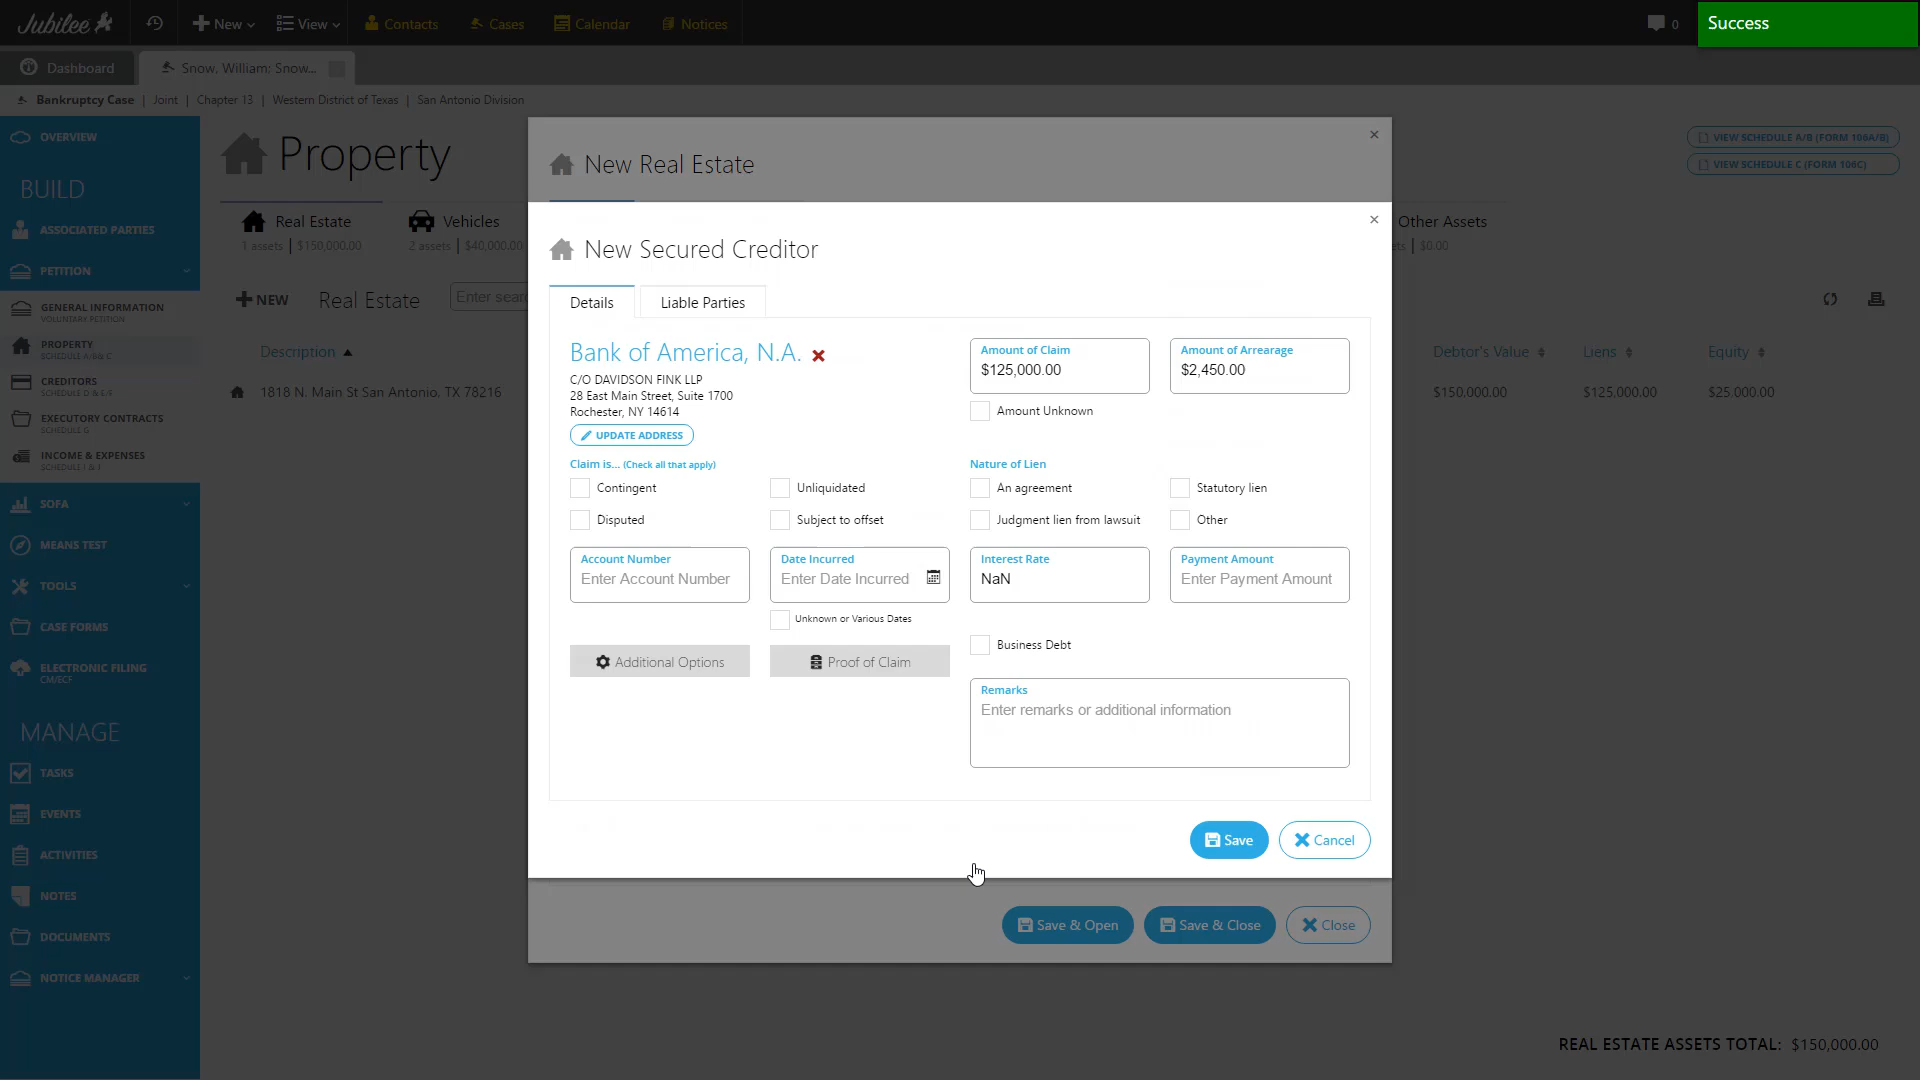 Jubilee
New
View
Contacts
Cases
Calendar
Notices
0
Success
Dashboard
Snow, William; Snow...
Bankruptcy Case | Joint | Chapter 13 | Western District of Texas | San Antonio Division
OVERVIEW
BUILD
ASSOCIATED PARTIES
PETITION
GENERAL INFORMATION
VOLUNTARY PETITION
PROPERTY
SCHEDULE A/B & C
CREDITORS
SCHEDULE D & E/F
EXECUTORY CONTRACTS
SCHEDULE G
INCOME & EXPENSES
SCHEDULE I & J
SOFA
MEANS TEST
TOOLS
CASE FORMS
ELECTRONIC FILING
CM/ECF
MANAGE
TASKS
EVENTS
ACTIVITIES
NOTES
DOCUMENTS
NOTICE MANAGER
Property
VIEW SCHEDULE A/B (FORM 106A/B)
VIEW SCHEDULE C (FORM 106C)
Real Estate
1 assets | $150,000.00
Vehicles
2 assets | $40,000.00
Other Assets
$0.00
NEW
Real Estate
Enter sear
Description
Debtor's Value
Liens
Equity
1818 N. Main St San Antonio, TX 78216
$150,000.00
$125,000.00
$25,000.00
New Real Estate
New Secured Creditor
Details
Liable Parties
Bank of America, N.A.
C/O DAVIDSON FINK LLP
28 East Main Street, Suite 1700
Rochester, NY 14614
UPDATE ADDRESS
Amount of Claim
$125,000.00
Amount of Arrearage
$2,450.00
Amount Unknown
Claim is... (Check all that apply)
Contingent
Unliquidated
Disputed
Subject to offset
Nature of Lien
An agreement
Statutory lien
Judgment lien from lawsuit
Other
Account Number
Enter Account Number
Date Incurred
Enter Date Incurred
Interest Rate
NaN
Payment Amount
Enter Payment Amount
Unknown or Various Dates
Business Debt
Additional Options
Proof of Claim
Remarks
Enter remarks or additional information
Save
Cancel
Save & Open
Save & Close
Close
REAL ESTATE ASSETS TOTAL: $150,000.00